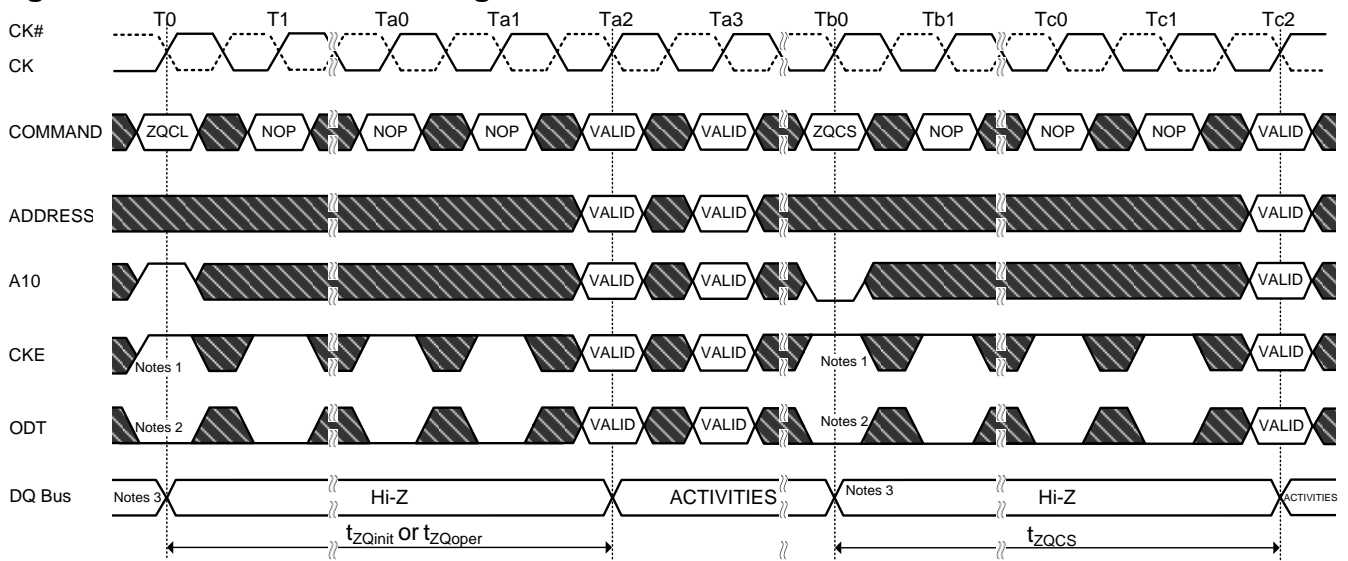 T0 T1 Ta0 Ta1 Ta2 Ta3 Tb0 Tb1 Tc0 Tc1 Tc2
CK#
CK
COMMAND ZQCL NOP NOP NOP VALID VALID ZQCS NOP NOP NOP VALID
ADDRESS VALID VALID VALID
A10 VALID VALID VALID
CKE Notes 1 VALID VALID Notes 1 VALID
ODT Notes 2 VALID VALID Notes 2 VALID
DQ Bus Notes 3 Hi-Z ACTIVITIES Notes 3 Hi-Z ACTIVITIES
tZQinit or tZQoper tZQCS